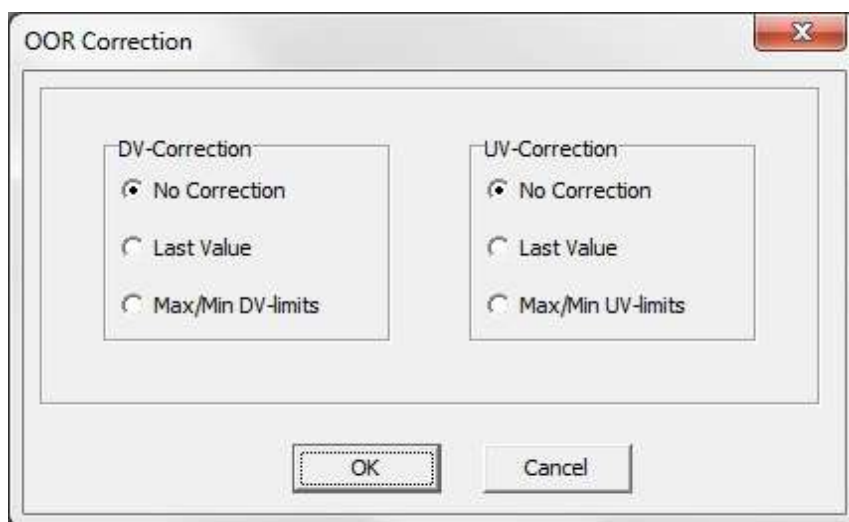 OOR Correction
DV-Correction
No Correction
Last Value
Max/Min DV-limits
UV-Correction
No Correction
Last Value
Max/Min UV-limits
OK
Cancel